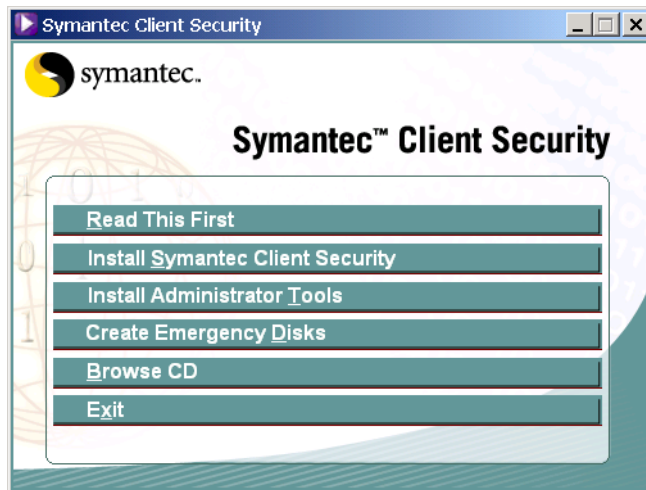 Symantec Client Security
symantec™
Symantec™ Client Security
Read This First
Install Symantec Client Security
Install Administrator Tools
Create Emergency Disks
Browse CD
Exit